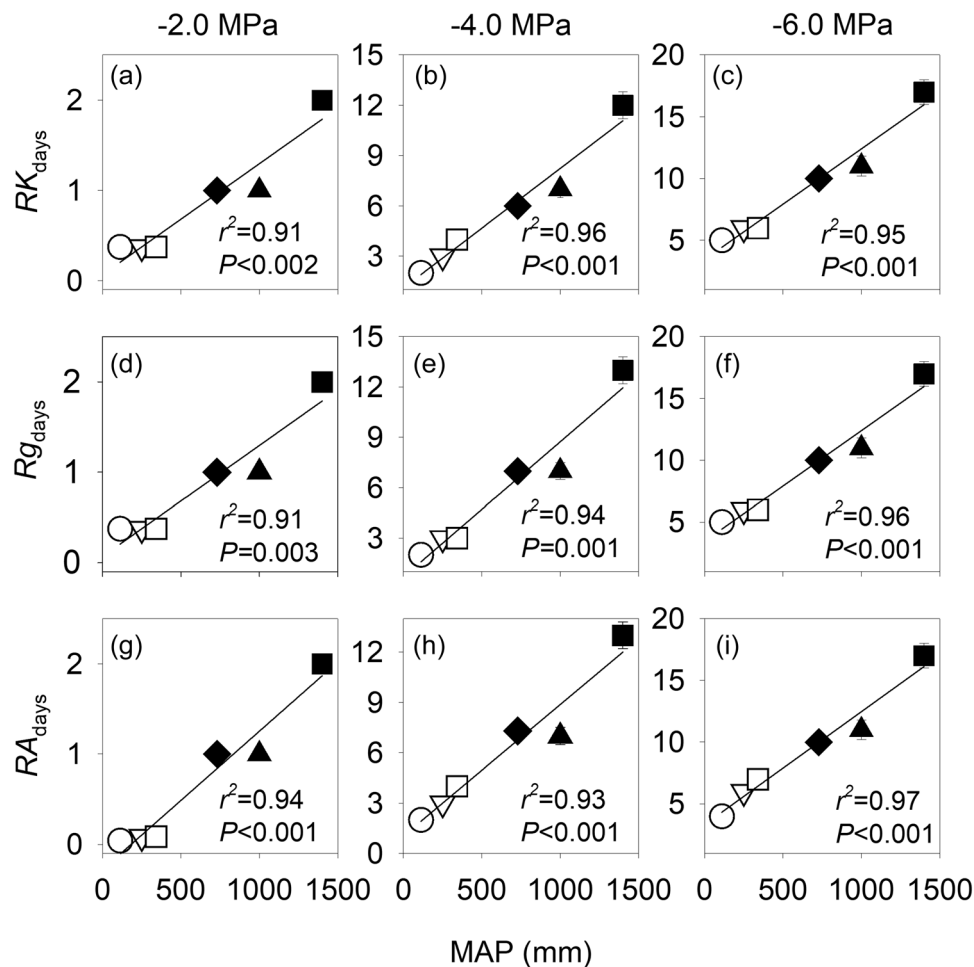 -2.0 MPa -4.0 MPa -6.0 MPa
(a) (b) (c)
RKdays
2
1
0
15
12
9
6
3
20
15
10
5
r²=0.91
P<0.002
r²=0.96
P<0.001
r²=0.95
P<0.001
(d) (e) (f)
Rgdays
2
1
0
15
12
9
6
3
20
15
10
5
r²=0.91
P=0.003
r²=0.94
P=0.001
r²=0.96
P<0.001
(g) (h) (i)
RAdays
2
1
0
12
9
6
3
0
20
15
10
5
r²=0.94
P<0.001
r²=0.93
P<0.001
r²=0.97
P<0.001
0 500 1000 1500 0 500 1000 1500 0 500 1000 1500
MAP (mm)